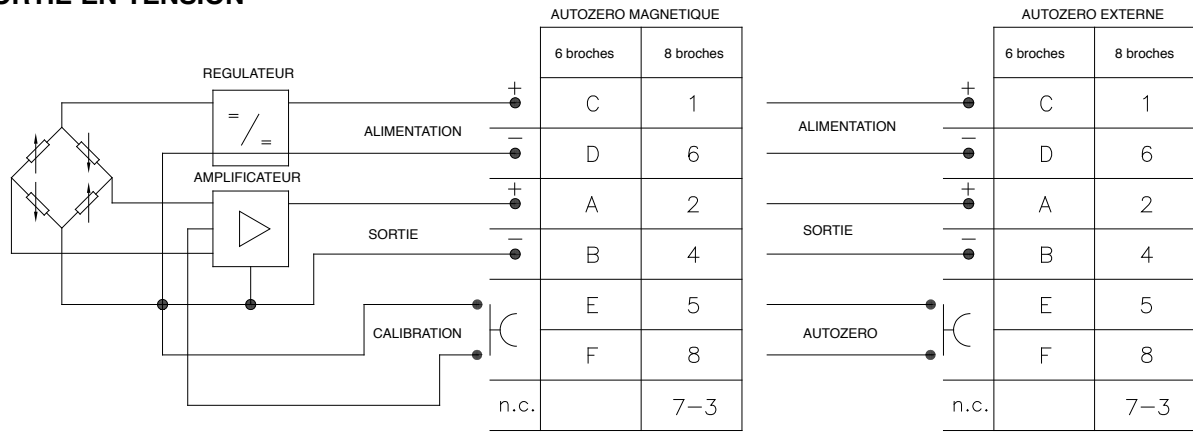 SORTIE EN TENSION
AUTOZERO MAGNETIQUE
AUTOZERO EXTERNE
6 broches 8 broches
6 broches 8 broches
REGULATEUR
= / =
ALIMENTATION
+ C 1
− D 6
AMPLIFICATEUR
SORTIE
+ A 2
− B 4
CALIBRATION
E 5
F 8
n.c. 7-3
ALIMENTATION
+ C 1
− D 6
SORTIE
+ A 2
− B 4
AUTOZERO
E 5
F 8
n.c. 7-3